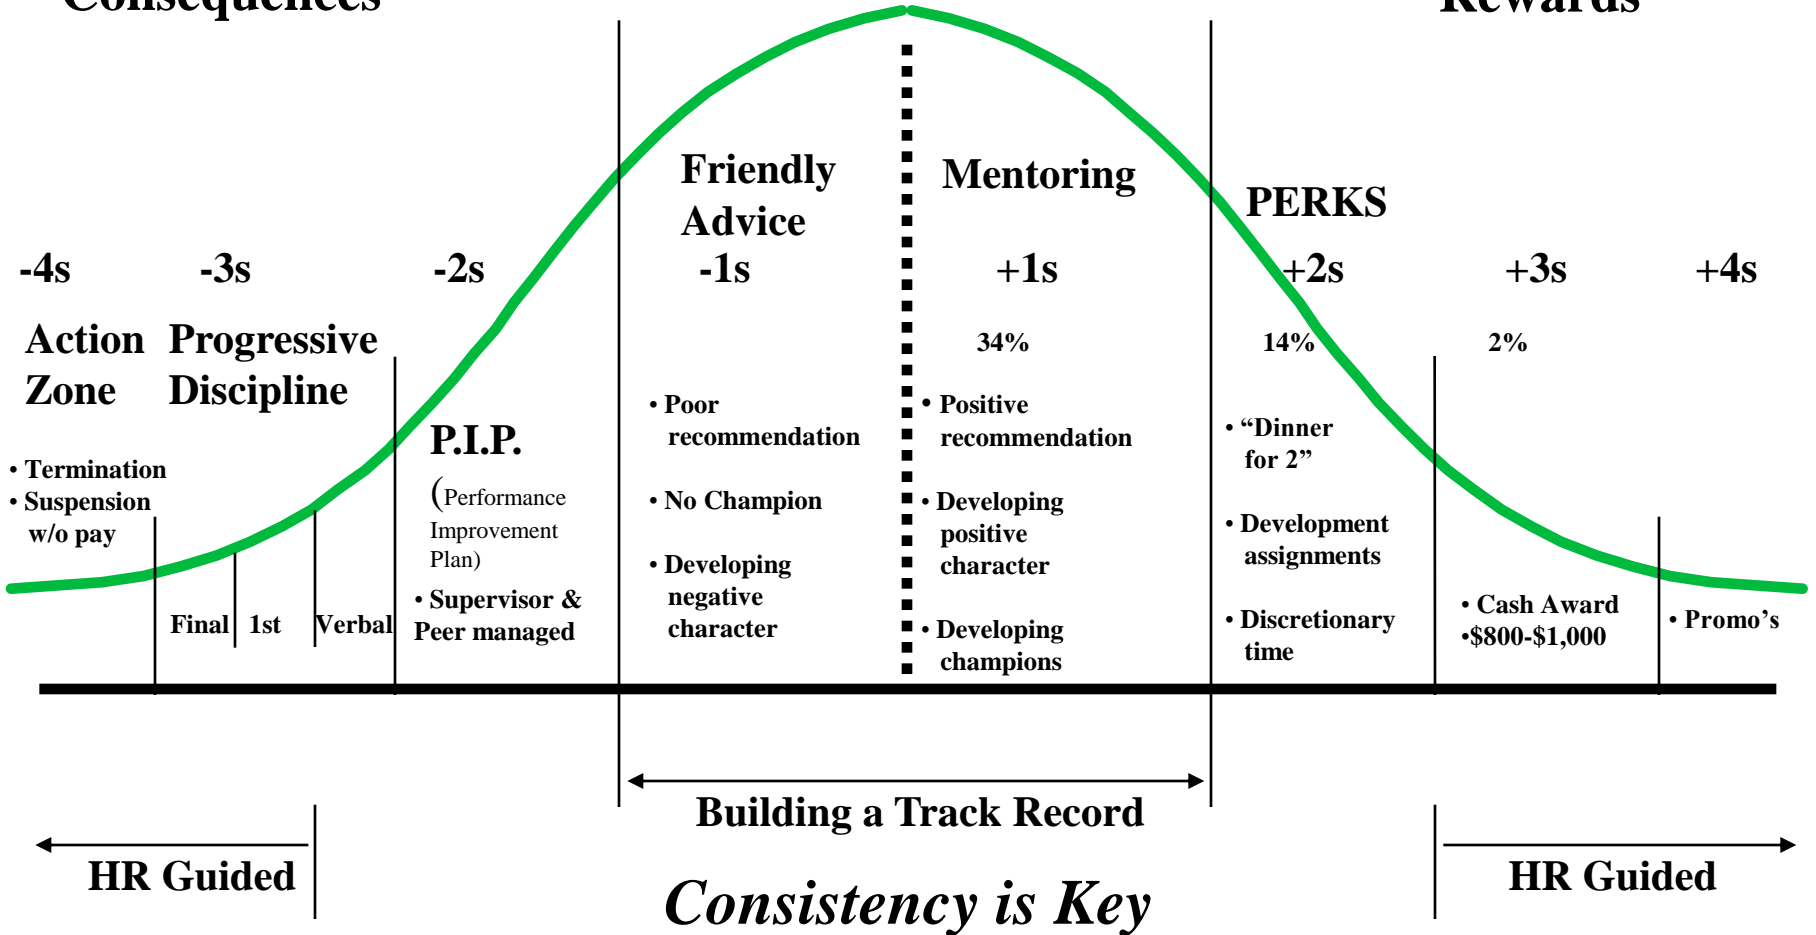 Consequences
Rewards
Friendly
Advice
Mentoring
PERKS
-4s
-3s
-2s
-1s
+1s
+2s
+3s
+4s
Action
Zone
Progressive
Discipline
34%
14%
2%
• Termination
• Suspension
w/o pay
Final
1st
Verbal
P.I.P.
(Performance
Improvement
Plan)
• Supervisor &
Peer managed
• Poor
recommendation
• No Champion
• Developing
negative
character
• Positive
recommendation
• Developing
positive
character
• Developing
champions
• “Dinner
for 2”
• Development
assignments
• Discretionary
time
• Cash Award
•$800-$1,000
• Promo’s
Building a Track Record
HR Guided
HR Guided
Consistency is Key